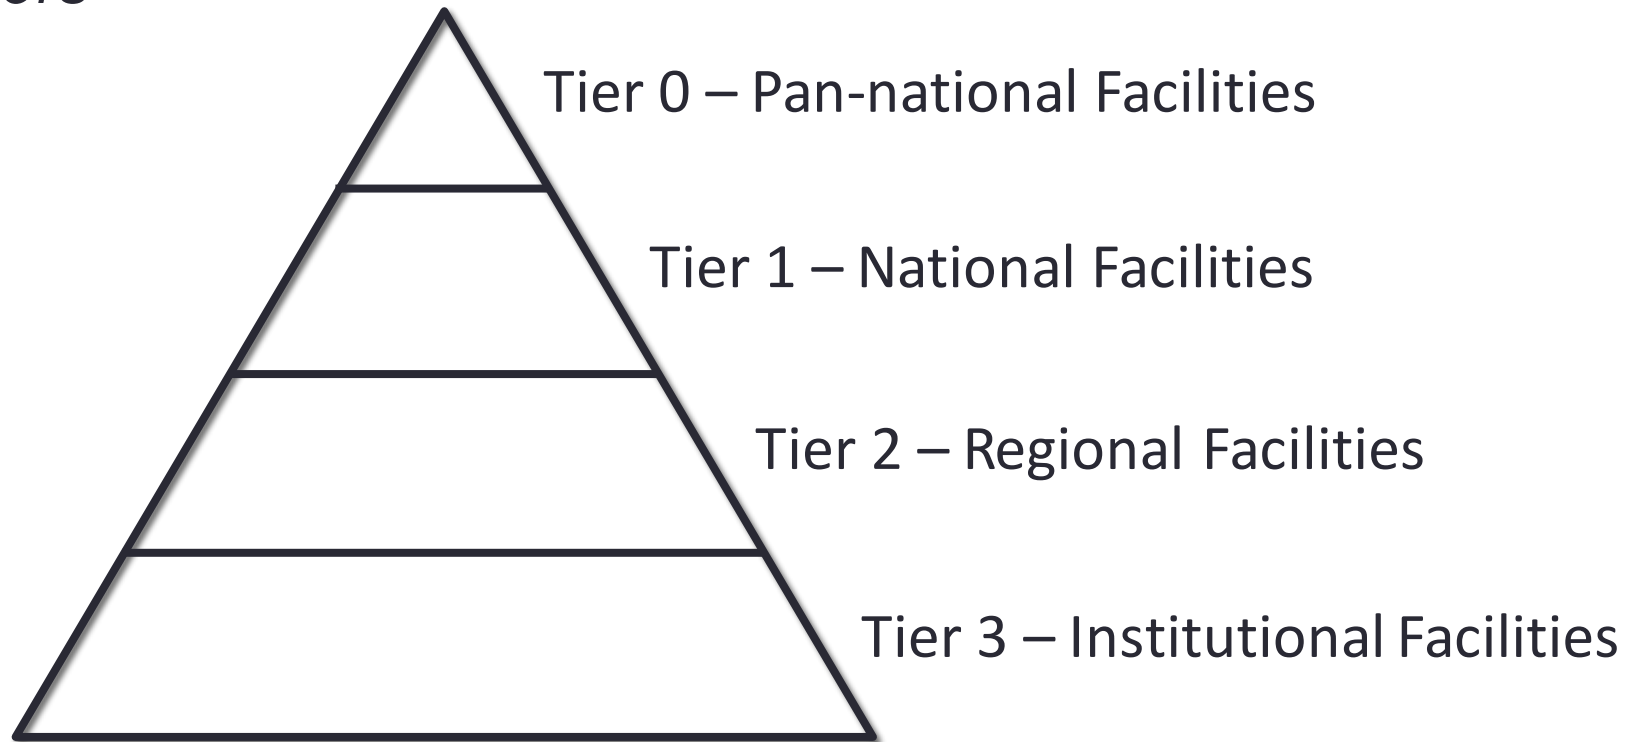 Tier 0 – Pan-national Facilities
Tier 1 – National Facilities
Tier 2 – Regional Facilities
Tier 3 – Institutional Facilities